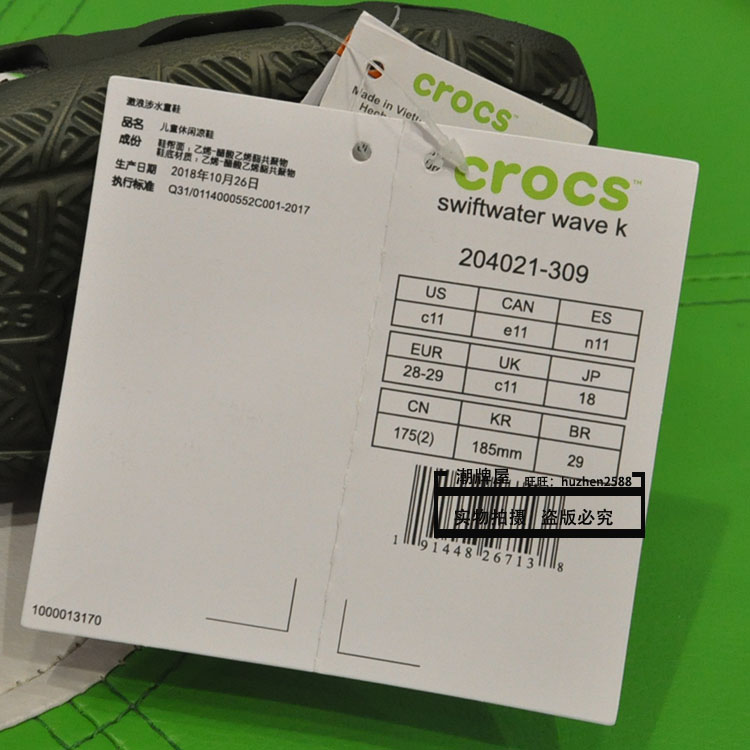 激浪涉水童鞋
品名 儿童休闲凉鞋
成份 鞋帮面：乙烯-醋酸乙烯酯共聚物
鞋底材质：乙烯-醋酸乙烯酯共聚物
生产日期 2018年10月26日
执行标准 Q31/0114000552C001-2017
1000013170
crocs™
Made in Vietn
Hech
crocs™
swiftwater wave k
204021-309
US CAN ES
c11 e11 n11
EUR UK JP
28-29 c11 18
CN KR BR
175(2) 185mm 29
潮牌屋 旺旺：huzhen2588
实物拍摄 盗版必究
1 91448 26713 8